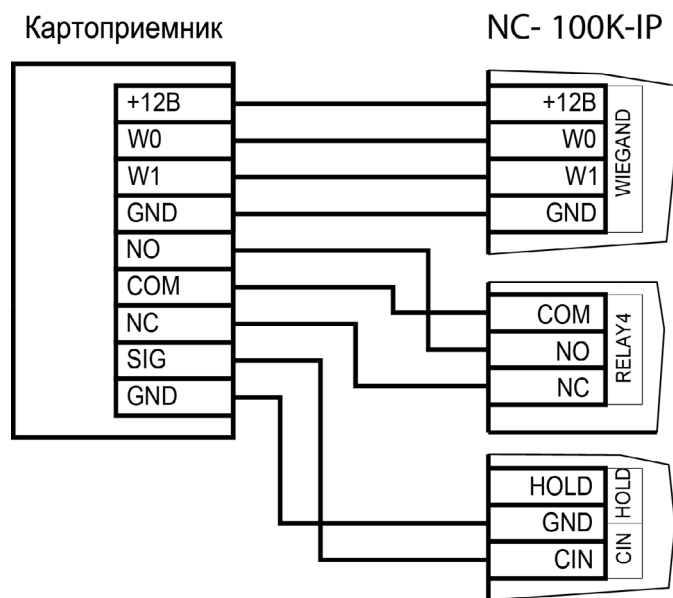 Картоприемник
+12В
W0
W1
GND
NO
COM
NC
SIG
GND
NC- 100K-IP
+12В
W0
W1
GND
WIEGAND
COM
NO
NC
RELAY4
HOLD
GND
CIN
HOLD
CIN